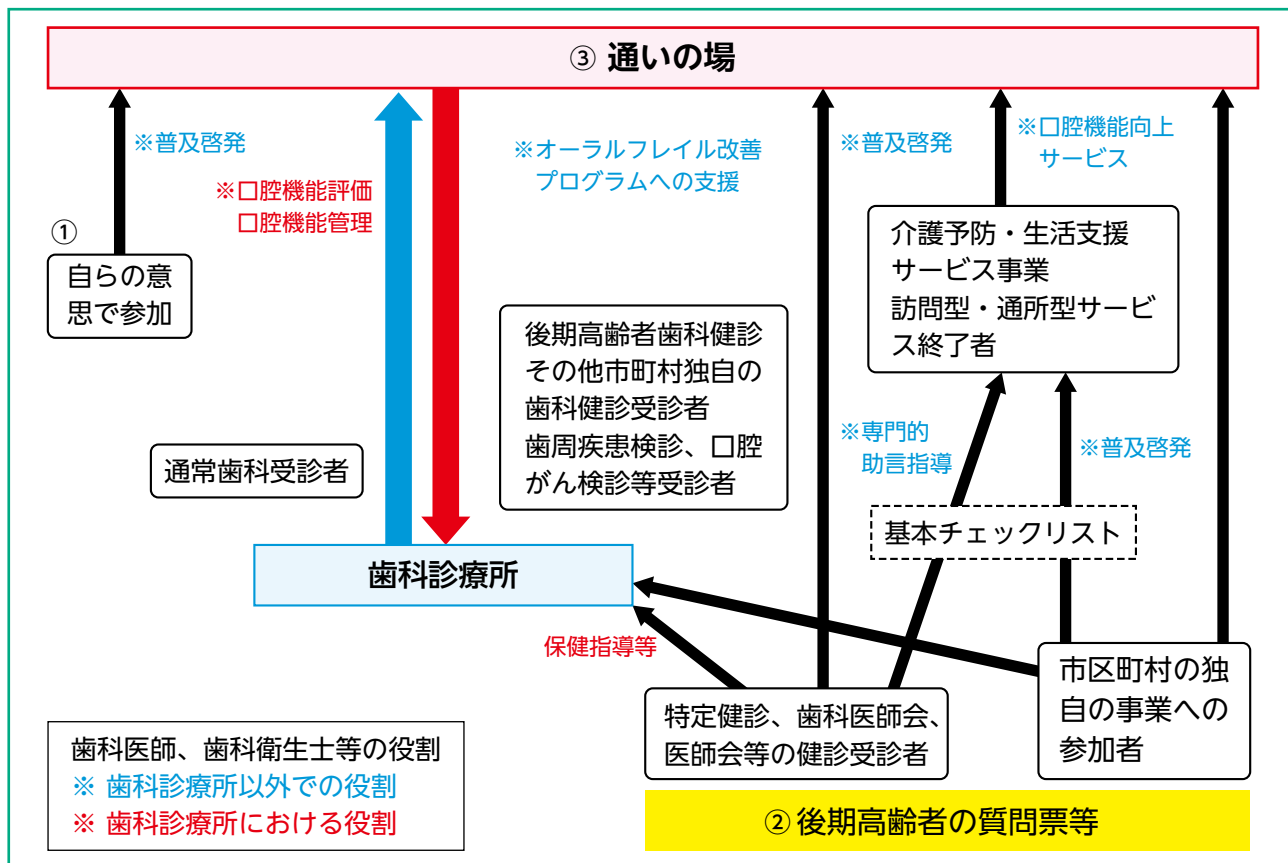 ③ 通いの場
※普及啓発
※口腔機能評価
口腔機能管理
※オーラルフレイル改善
プログラムへの支援
※普及啓発
※口腔機能向上
サービス
①
自らの意
思で参加
介護予防・生活支援
サービス事業
訪問型・通所型サービ
ス終了者
後期高齢者歯科健診
その他市町村独自の
歯科健診受診者
歯周疾患検診、口腔
がん検診等受診者
通常歯科受診者
※専門的
助言指導
※普及啓発
基本チェックリスト
歯科診療所
保健指導等
特定健診、歯科医師会、
医師会等の健診受診者
市区町村の独
自の事業への
参加者
歯科医師、歯科衛生士等の役割
※ 歯科診療所以外での役割
※ 歯科診療所における役割
②後期高齢者の質問票等